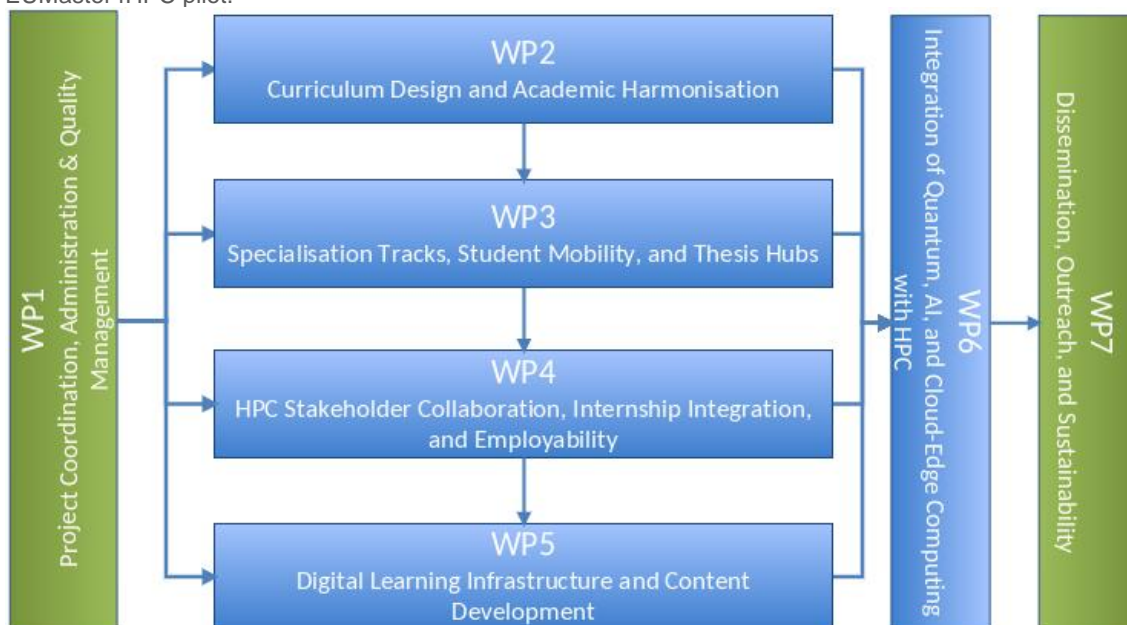 WP1
Project Coordination, Administration & Quality
Management
WP2
Curriculum Design and Academic Harmonisation
WP3
Specialisation Tracks, Student Mobility, and Thesis Hubs
WP4
HPC Stakeholder Collaboration, Internship Integration,
and Employability
WP5
Digital Learning Infrastructure and Content
Development
WP6
Integration of Quantum, AI, and Cloud-Edge Computing
with HPC
WP7
Dissemination, Outreach, and Sustainability